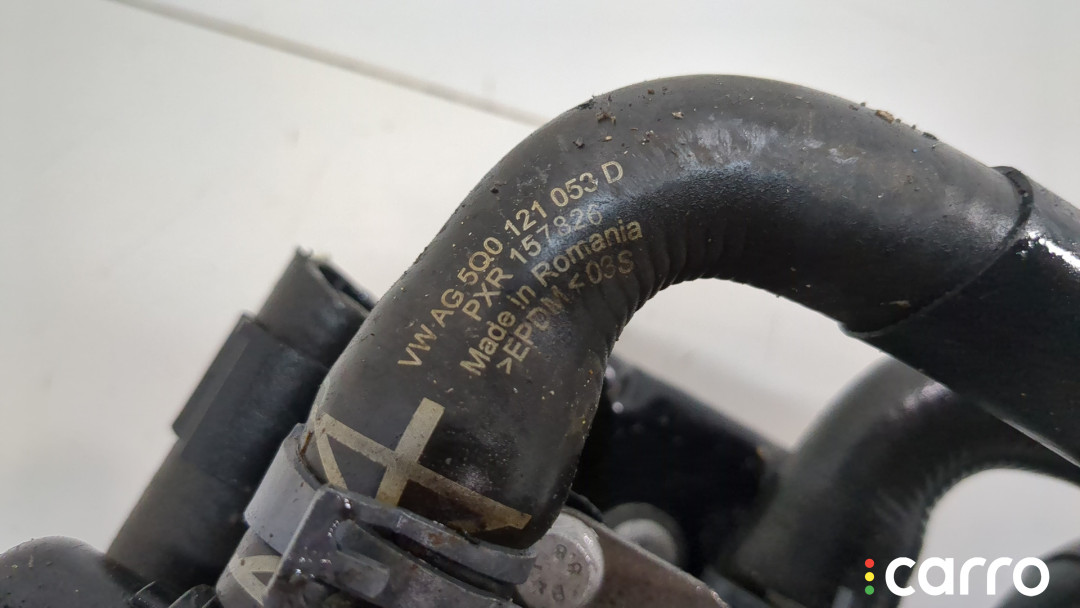 VW AG 5Q0 121 053 D
PXR 157826
Made in Romania
>EPDM < 03S
carro